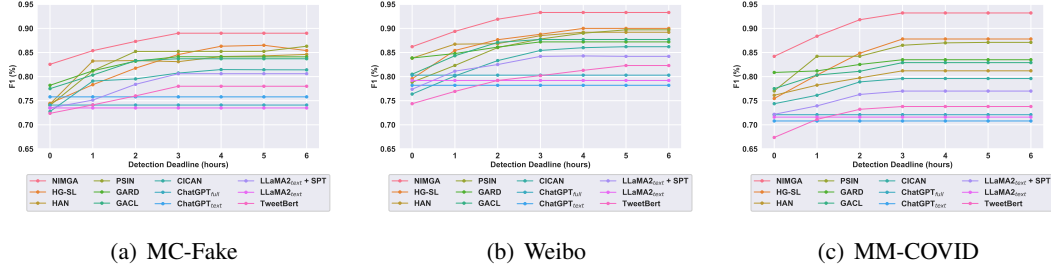 0.95
0.90
0.85
0.80
0.75
0.70
0.65
F1 (%)
0 1 2 3 4 5 6
Detection Deadline (hours)
NIMGA PSIN CICAN LLaMA2text + SPT
HG-SL GARD ChatGPTfull LLaMA2text
HAN GACL ChatGPTtext TweetBert
(a) MC-Fake
0.95
0.90
0.85
0.80
0.75
0.70
0.65
F1 (%)
0 1 2 3 4 5 6
Detection Deadline (hours)
NIMGA PSIN CICAN LLaMA2text + SPT
HG-SL GARD ChatGPTfull LLaMA2text
HAN GACL ChatGPTtext TweetBert
(b) Weibo
0.95
0.90
0.85
0.80
0.75
0.70
0.65
F1 (%)
0 1 2 3 4 5 6
Detection Deadline (hours)
NIMGA PSIN CICAN LLaMA2text + SPT
HG-SL GARD ChatGPTfull LLaMA2text
HAN GACL ChatGPTtext TweetBert
(c) MM-COVID